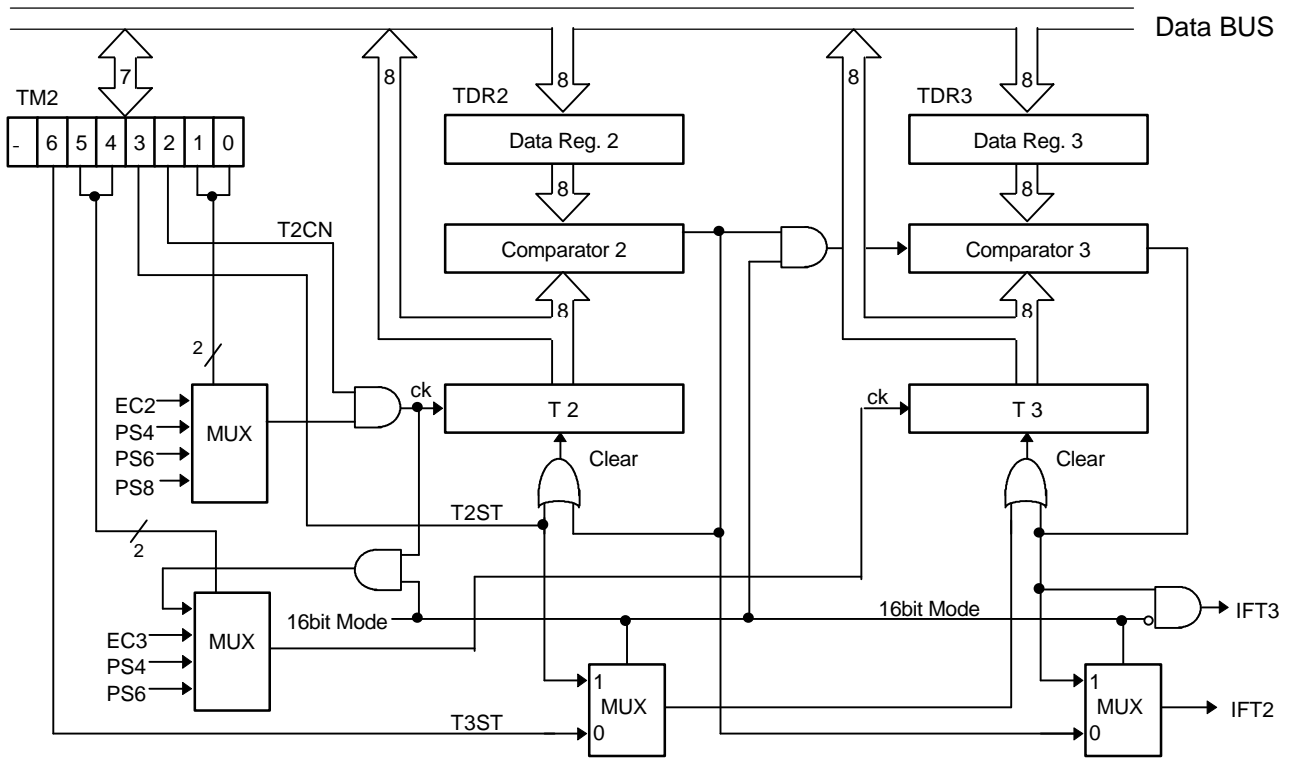 Data BUS
7
8
8
8
8
TM2
TDR2
TDR3
- 6 5 4 3 2 1 0
Data Reg. 2
Data Reg. 3
8
8
T2CN
Comparator 2
Comparator 3
8
8
2
ck
ck
EC2
PS4
PS6
PS8
MUX
T 2
T 3
Clear
Clear
T2ST
2
16bit Mode
16bit Mode
IFT3
EC3
PS4
PS6
MUX
1
MUX
0
1
MUX
0
IFT2
T3ST